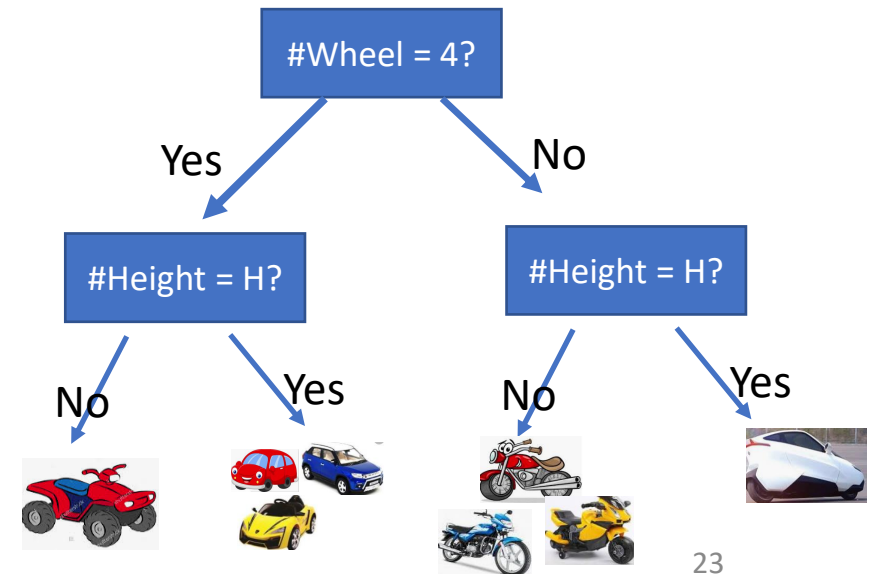 #Wheel = 4?
Yes
No
#Height = H?
#Height = H?
No
Yes
No
Yes
23